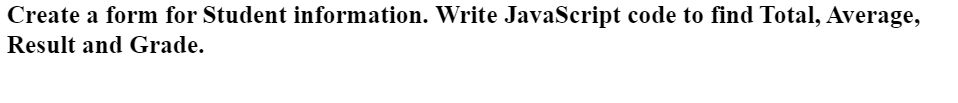 Create a form for Student information. Write JavaScript code to find Total, Average,
Result and Grade.